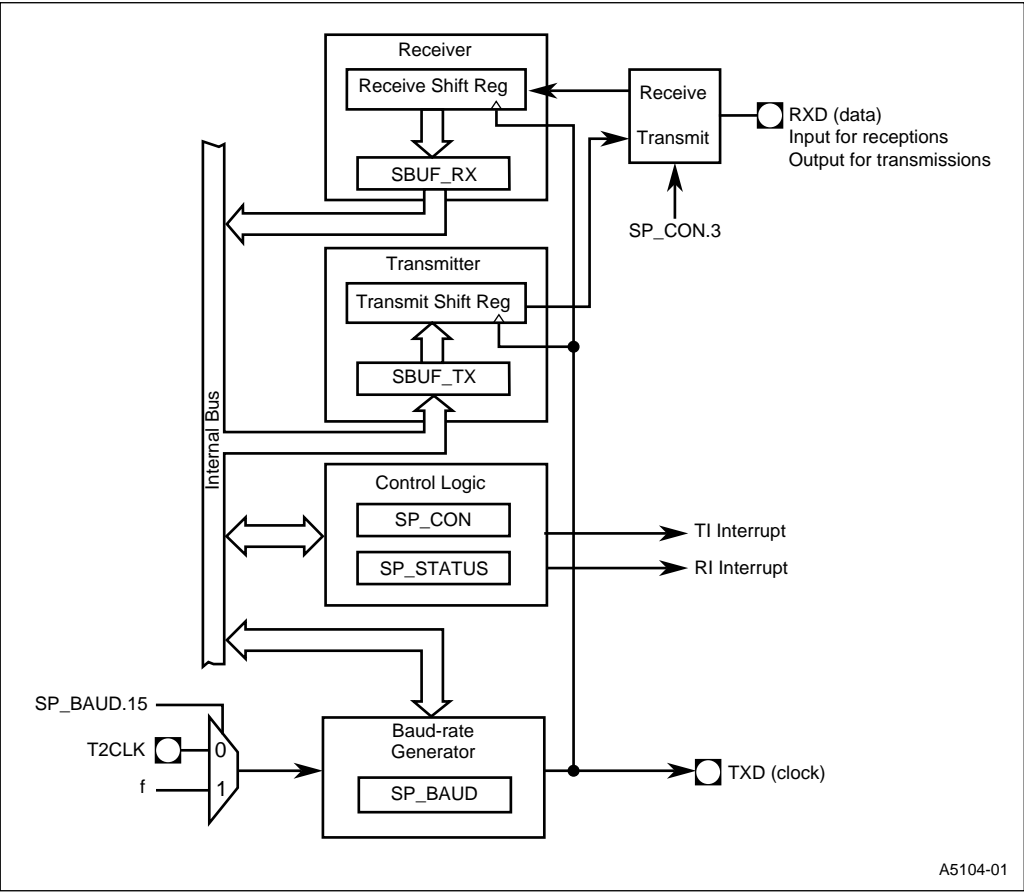 Receiver
Receive Shift Reg
SBUF_RX
Receive
Transmit
RXD (data)
Input for receptions
Output for transmissions
SP_CON.3
Transmitter
Transmit Shift Reg
SBUF_TX
Internal Bus
Control Logic
SP_CON
SP_STATUS
TI Interrupt
RI Interrupt
SP_BAUD.15
T2CLK
0
f
1
Baud-rate
Generator
SP_BAUD
TXD (clock)
A5104-01